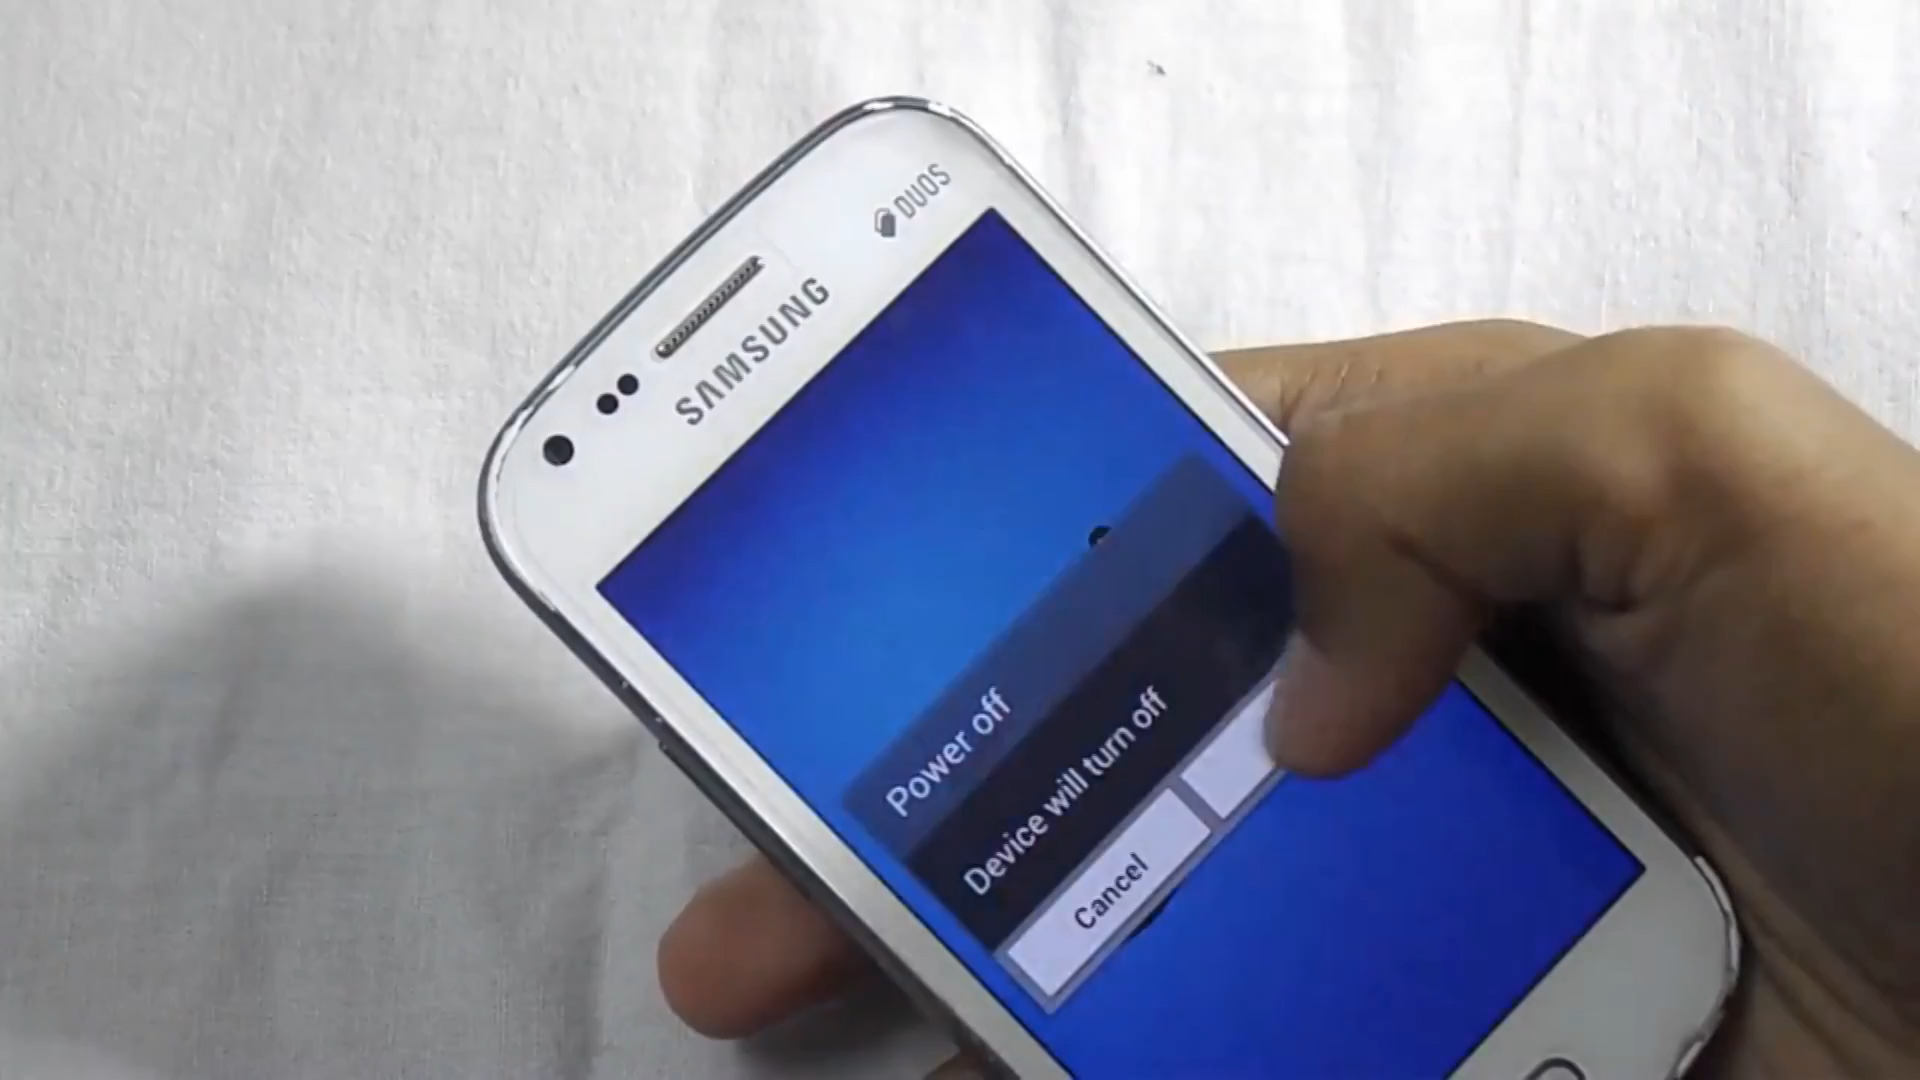 DUOS
SAMSUNG
Power off
Device will turn off
Cancel